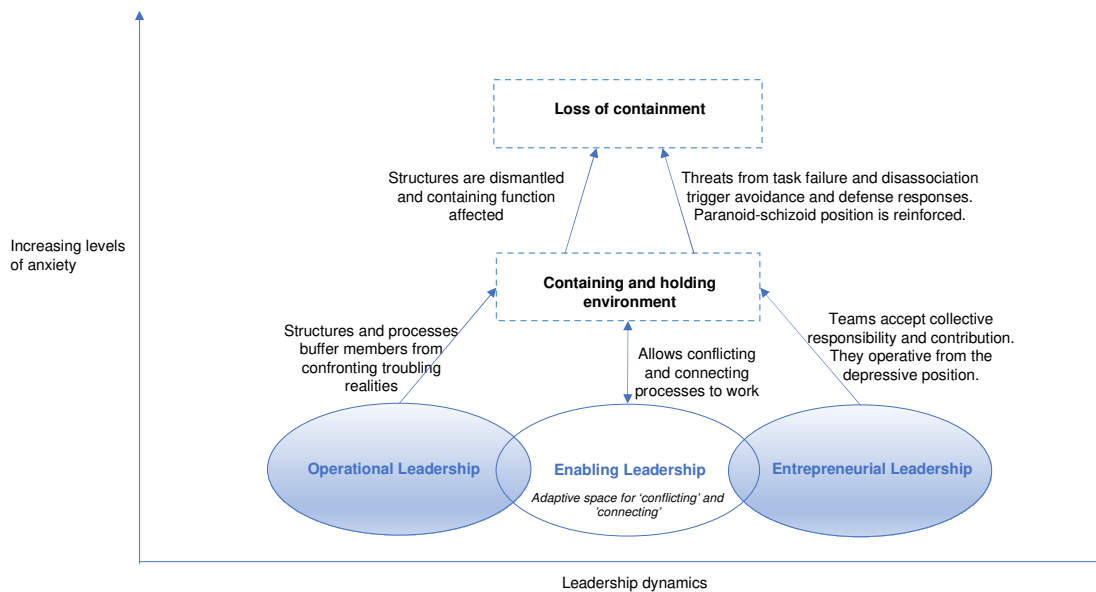 Loss of containment
Structures are dismantled
and containing function
affected
Threats from task failure and disassociation
trigger avoidance and defense responses.
Paranoid-schizoid position is reinforced.
Increasing levels
of anxiety
Containing and holding
environment
Structures and processes
buffer members from
confronting troubling
realities
Allows conflicting
and connecting
processes to work
Teams accept collective
responsibility and contribution.
They operative from the
depressive position.
Operational Leadership
Enabling Leadership
Adaptive space for ‘conflicting’ and
‘connecting’
Entrepreneurial Leadership
Leadership dynamics